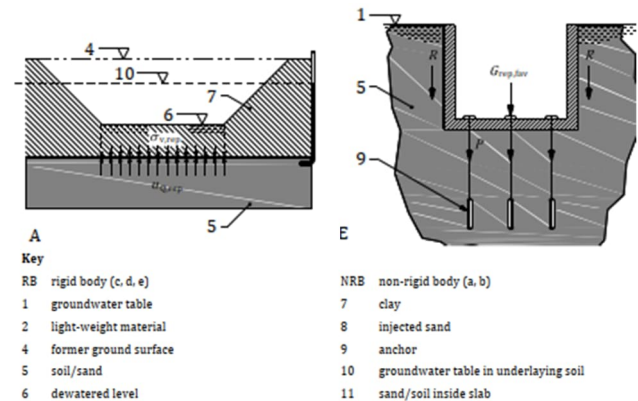 4
10
6
7
σv,rep
uQ,rep
5
A
1
R
R
Grep,fav
5
P
9
E
Key
RB rigid body (c, d, e)
NRB non-rigid body (a, b)
1 groundwater table
7 clay
2 light-weight material
8 injected sand
4 former ground surface
9 anchor
5 soil/sand
10 groundwater table in underlaying soil
6 dewatered level
11 sand/soil inside slab